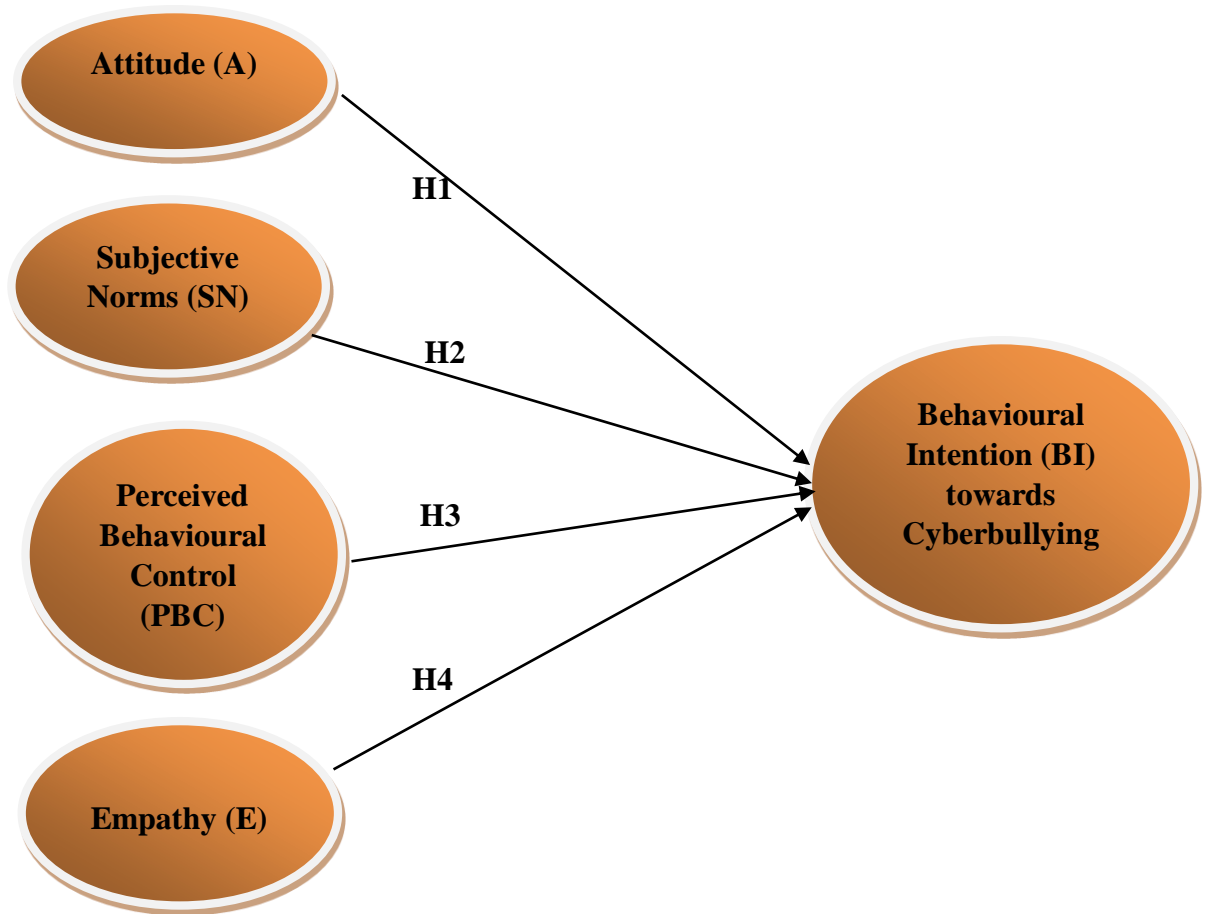 Attitude (A)
H1
Subjective
Norms (SN)
H2
Perceived
Behavioural
Control
(PBC)
H3
Empathy (E)
H4
Behavioural
Intention (BI)
towards
Cyberbullying